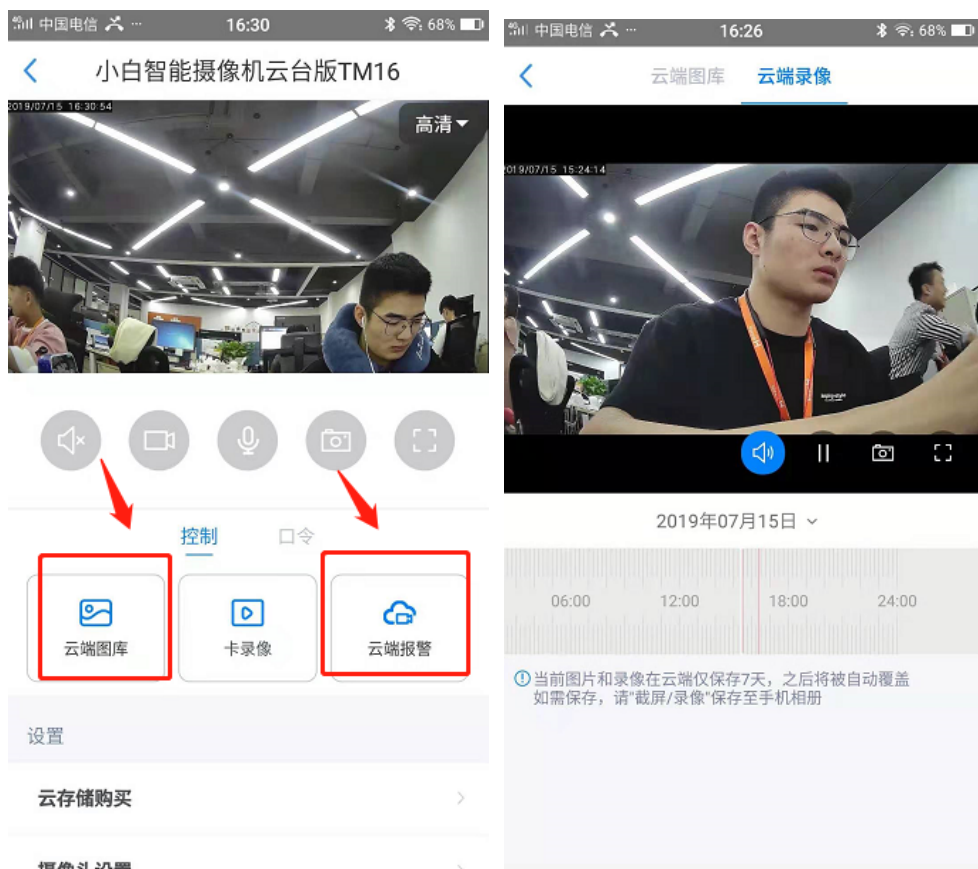 中国电信
16:30
68%
小白智能摄像机云台版TM16
2019/07/15 16:30:54
高清
控制
口令
云端图库
卡录像
云端报警
设置
云存储购买
摄像头设置
中国电信
16:26
68%
云端图库
云端录像
2019/07/15 15:24:14
2019年07月15日
06:00
12:00
18:00
24:00
当前图片和录像在云端仅保存7天，之后将被自动覆盖
如需保存，请"截屏/录像"保存至手机相册